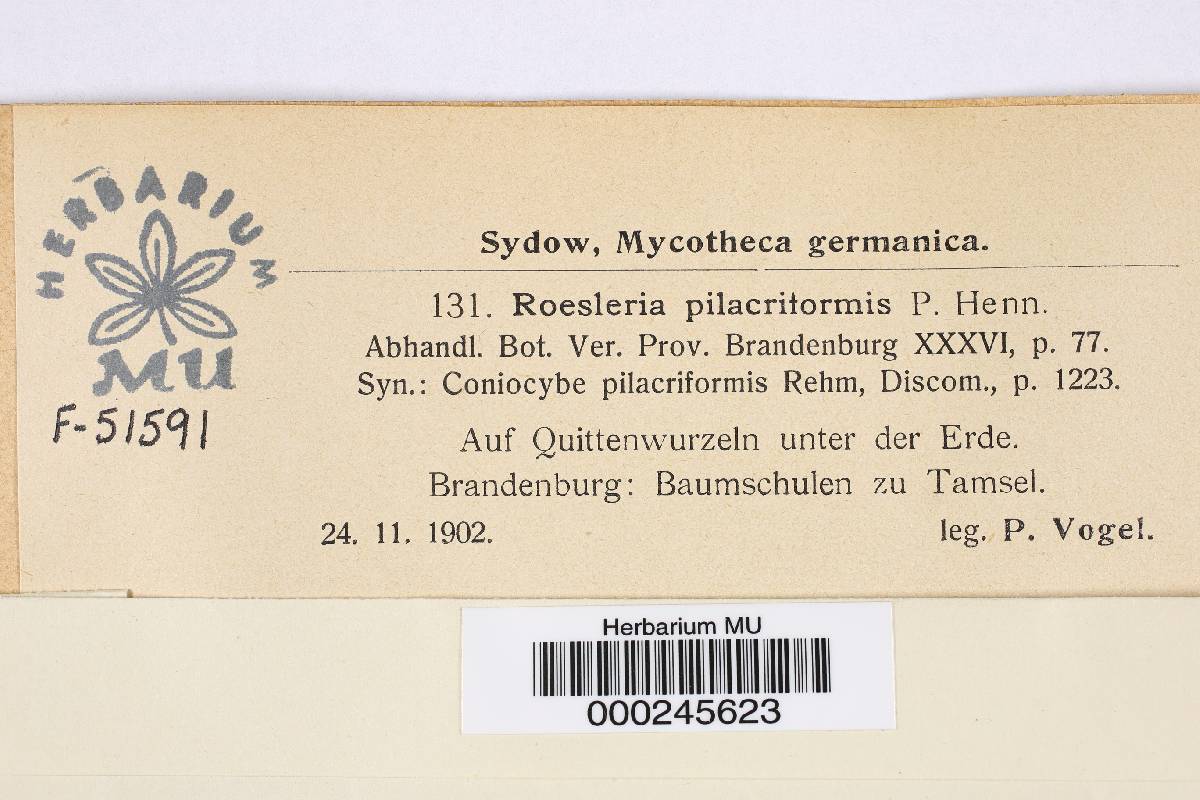 HERBARIUM
MU
F-51591
Sydow, Mycotheca germanica.
131. Roesleria pilacriformis P. Henn.
Abhandl. Bot. Ver. Prov. Brandenburg XXXVI, p. 77.
Syn.: Coniocybe pilacriformis Rehm, Discom., p. 1223.
Auf Quittenwurzeln unter der Erde.
Brandenburg: Baumschulen zu Tamsel.
24. 11. 1902. leg. P. Vogel.
Herbarium MU
000245623